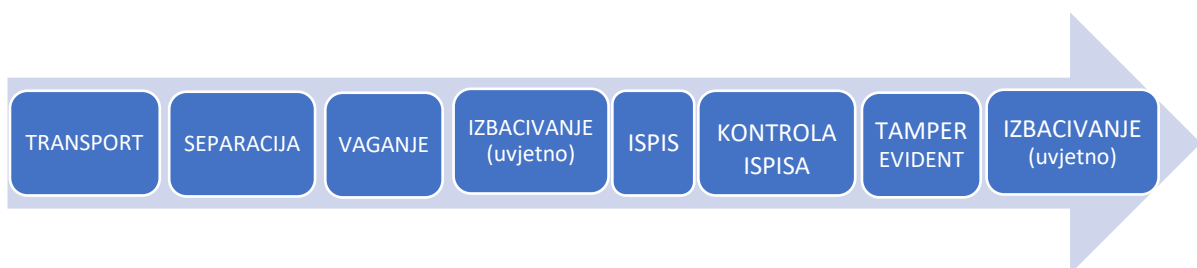 TRANSPORT
SEPARACIJA
VAGANJE
IZBACIVANJE
(uvjetno)
ISPIS
KONTROLA
ISPISA
TAMPER
EVIDENT
IZBACIVANJE
(uvjetno)